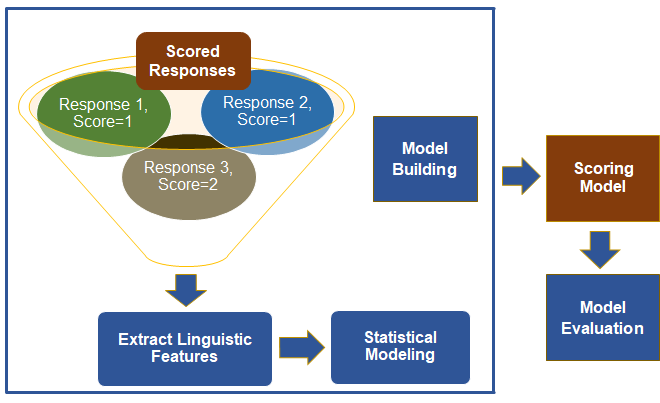 Scored
Responses
Response 1,
Score=1
Response 2,
Score=1
Response 3,
Score=2
Model
Building
Scoring
Model
Model
Evaluation
Extract Linguistic
Features
Statistical
Modeling